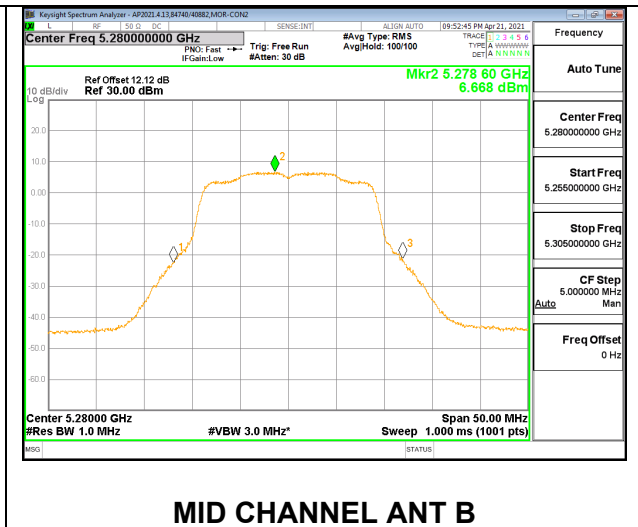 Keysight Spectrum Analyzer - AP2021.4.13,84740/40882,MOR-CON2
L RF 50 Ω DC SENSE:INT ALIGN AUTO 09:52:45 PM Apr 21, 2021
Center Freq 5.280000000 GHz
PNO: Fast
IFGain:Low
Trig: Free Run
#Atten: 30 dB
#Avg Type: RMS
Avg|Hold: 100/100
TRACE 1 2 3 4 5 6
TYPE A WWWWW
DET A NNNNN
Frequency
Auto Tune
Center Freq
5.280000000 GHz
Start Freq
5.255000000 GHz
Stop Freq
5.305000000 GHz
CF Step
5.000000 MHz
Auto Man
Freq Offset
0 Hz
Mkr2 5.278 60 GHz
6.668 dBm
Ref Offset 12.12 dB
10 dB/div Ref 30.00 dBm
Log
20.0
10.0
0.00
-10.0
-20.0
-30.0
-40.0
-50.0
-60.0
1
2
3
Center 5.28000 GHz Span 50.00 MHz
#Res BW 1.0 MHz #VBW 3.0 MHz* Sweep 1.000 ms (1001 pts)
MSG STATUS
MID CHANNEL ANT B